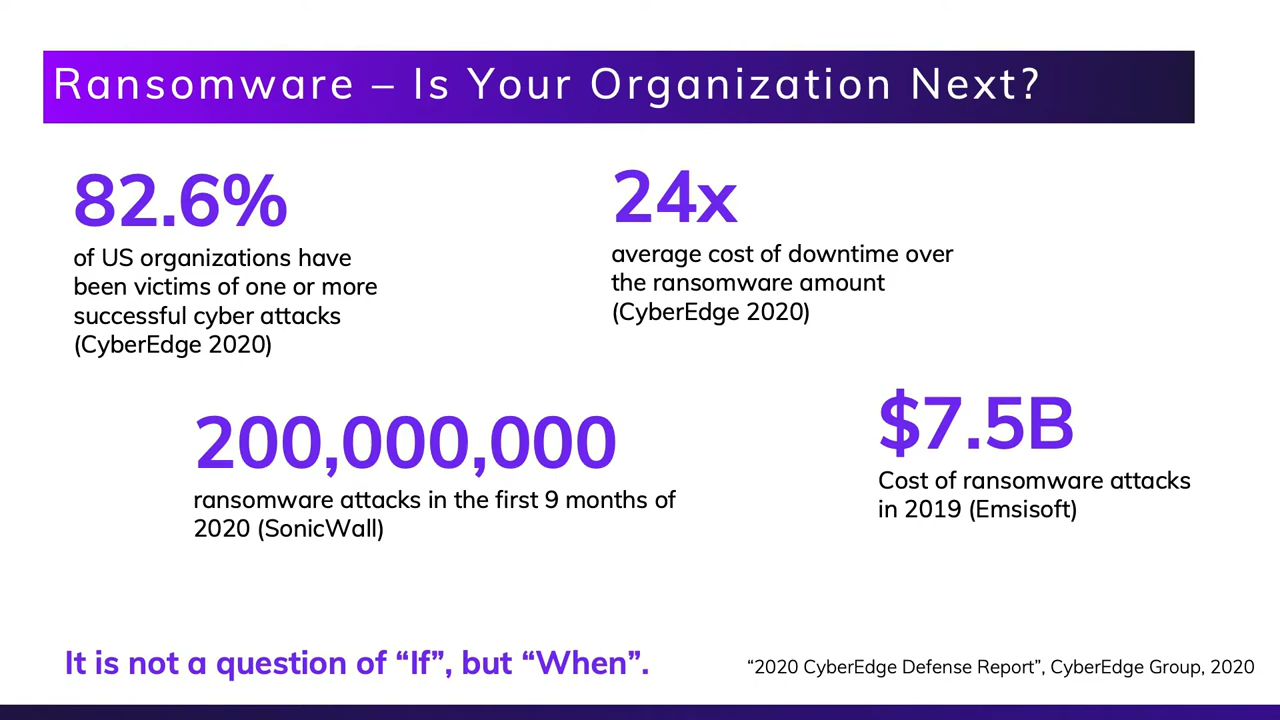 Ransomware – Is Your Organization Next?
82.6%
of US organizations have
been victims of one or more
successful cyber attacks
(CyberEdge 2020)
24x
average cost of downtime over
the ransomware amount
(CyberEdge 2020)
200,000,000
ransomware attacks in the first 9 months of
2020 (SonicWall)
$7.5B
Cost of ransomware attacks
in 2019 (Emsisoft)
It is not a question of “If”, but “When”.
“2020 CyberEdge Defense Report”, CyberEdge Group, 2020